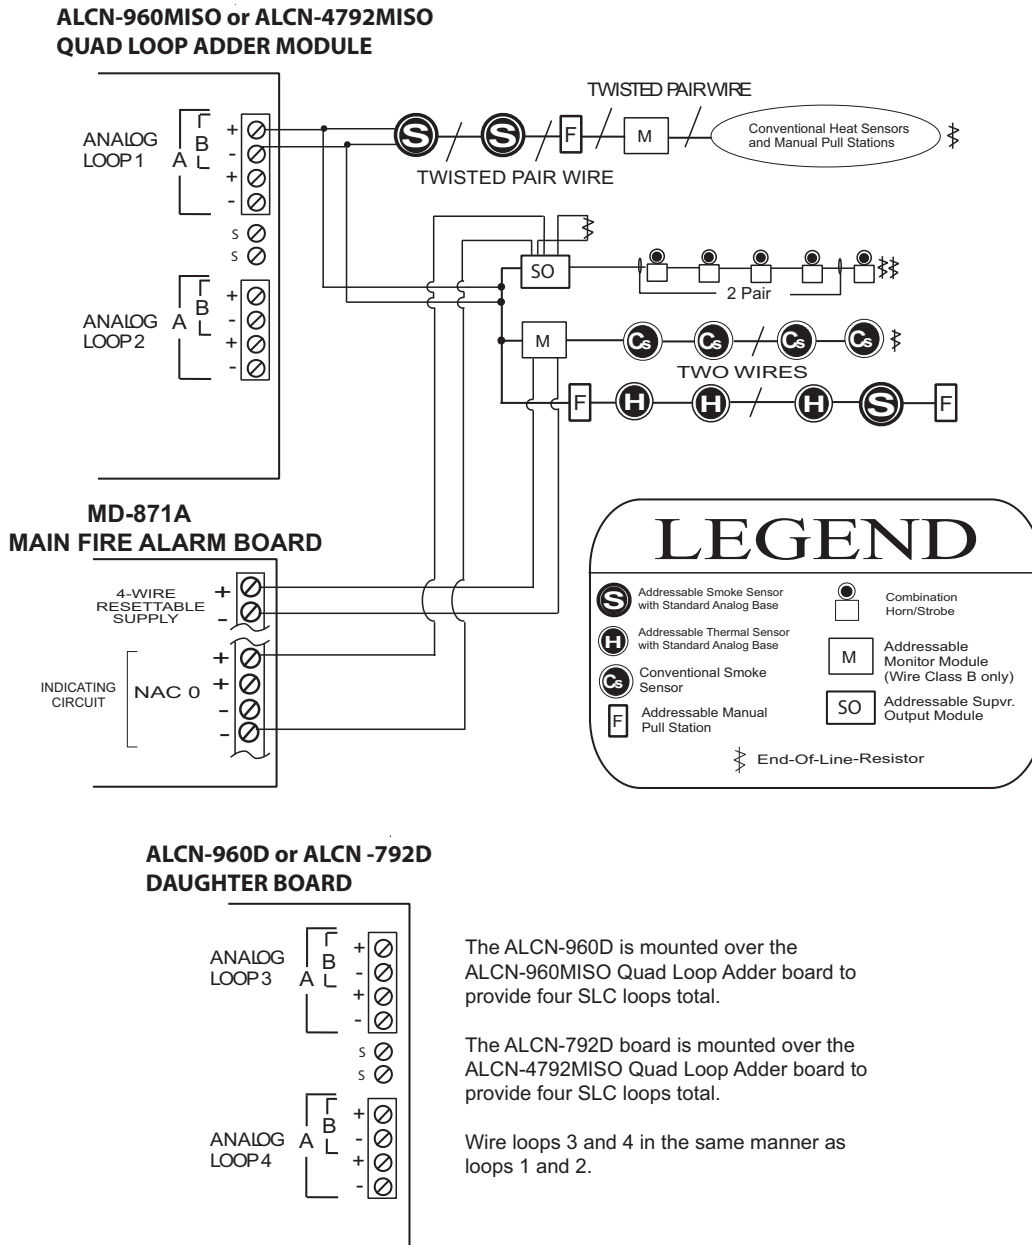 ALCN-960MISO or ALCN-4792MISO
QUAD LOOP ADDER MODULE
TWISTED PAIR WIRE
ANALOG
LOOP 1
A
B
+
-
+
-
S
S
S
S
F
M
Conventional Heat Sensors
and Manual Pull Stations
TWISTED PAIR WIRE
SO
2 Pair
ANALOG
LOOP 2
A
B
+
-
+
-
M
Cs
Cs
Cs
Cs
TWO WIRES
F
H
H
H
S
F
MD-871A
MAIN FIRE ALARM BOARD
4-WIRE
RESETTABLE
SUPPLY
+
-
INDICATING
CIRCUIT
NAC 0
+
+
-
-
LEGEND
S
Addressable Smoke Sensor
with Standard Analog Base
H
Addressable Thermal Sensor
with Standard Analog Base
Cs
Conventional Smoke
Sensor
F
Addressable Manual
Pull Station
Combination
Horn/Strobe
M
Addressable
Monitor Module
(Wire Class B only)
SO
Addressable Supvr.
Output Module
End-Of-Line-Resistor
ALCN-960D or ALCN -792D
DAUGHTER BOARD
ANALOG
LOOP 3
A
B
+
-
+
-
S
S
ANALOG
LOOP 4
A
B
+
-
+
-
The ALCN-960D is mounted over the
ALCN-960MISO Quad Loop Adder board to
provide four SLC loops total.
The ALCN-792D board is mounted over the
ALCN-4792MISO Quad Loop Adder board to
provide four SLC loops total.
Wire loops 3 and 4 in the same manner as
loops 1 and 2.